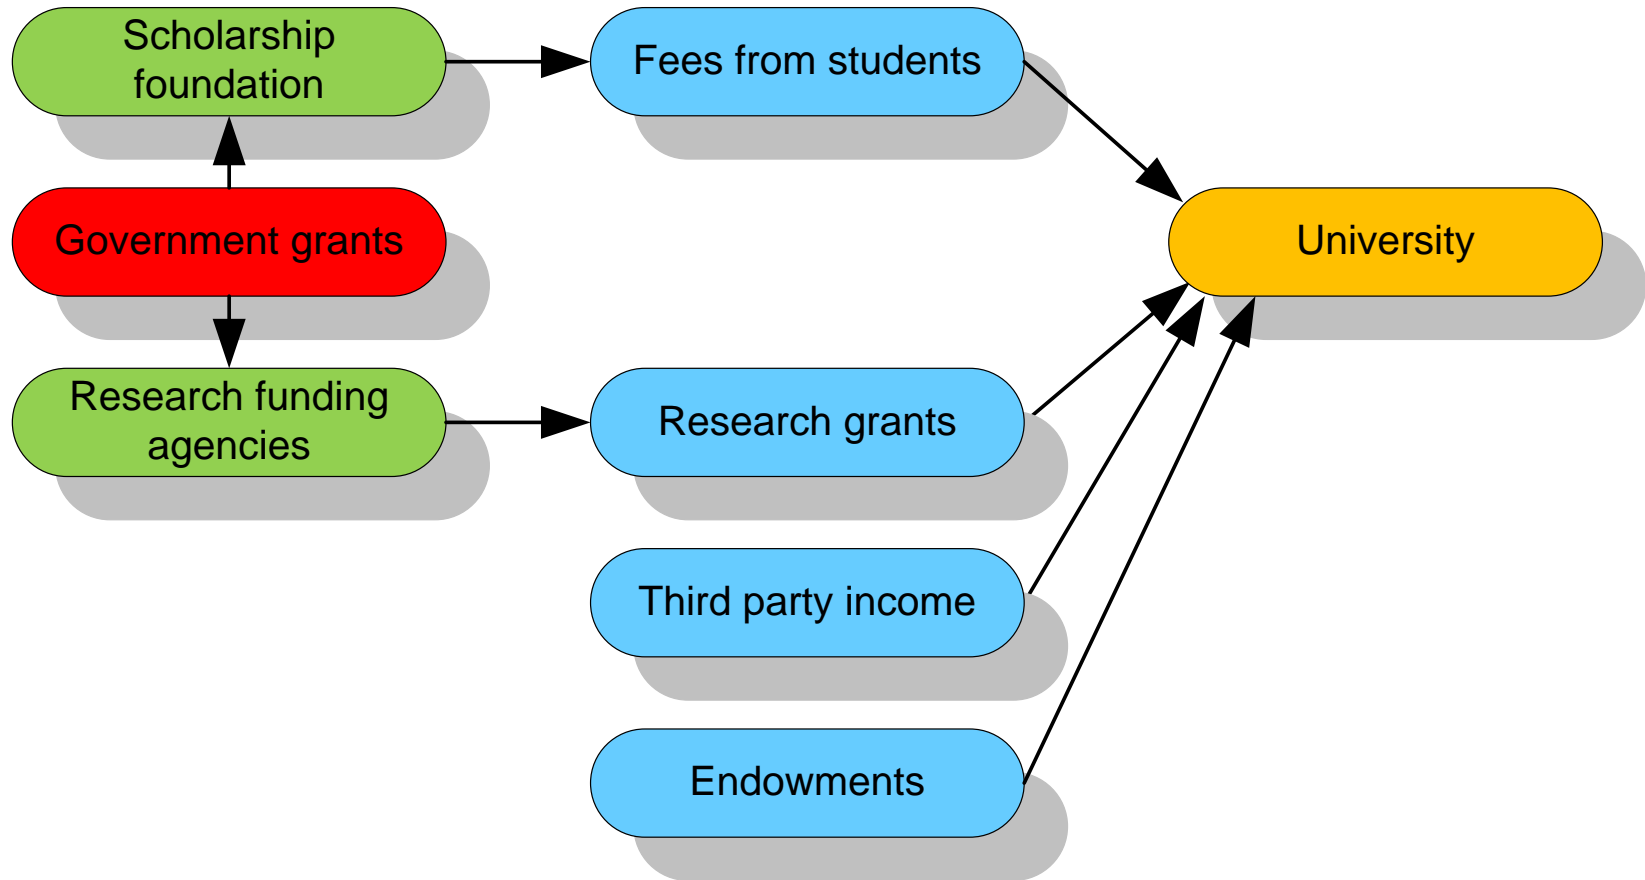 Scholarship
foundation
Fees from students
Government grants
University
Research funding
agencies
Research grants
Third party income
Endowments